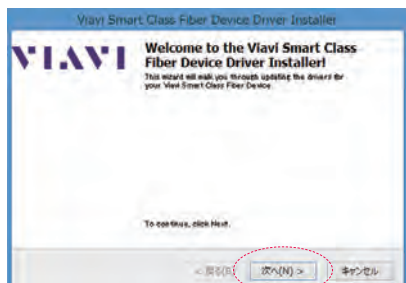 Viavi Smart Class Fiber Device Driver Installer
VIAVI
Welcome to the Viavi Smart Class
Fiber Device Driver Installer!
This wizard will walk you through updating the drivers for
your Viavi Smart Class Fiber Device.
To continue, click Next.
< 戻る(B) 次へ(N) > キャンセル